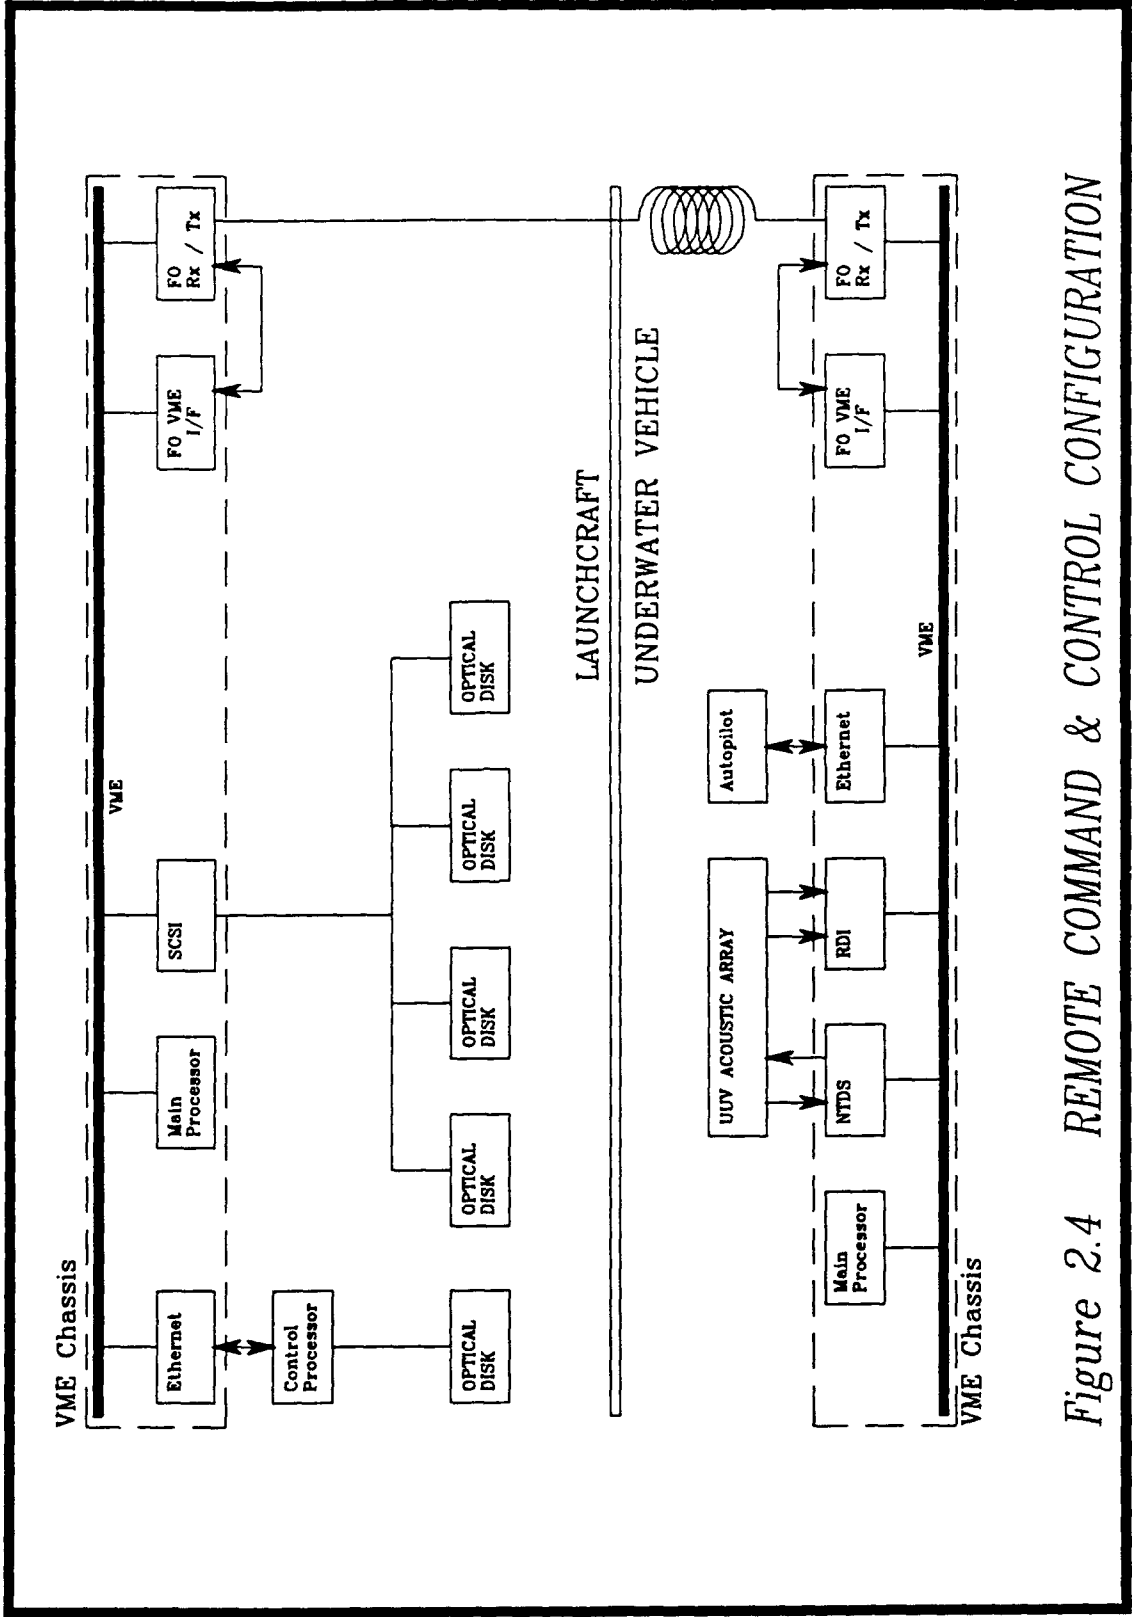 VME Chassis
VME
Ethernet
Main
Processor
SCSI
FO VME
I/F
FO
Rx / Tx
Control
Processor
OPTICAL
DISK
OPTICAL
DISK
OPTICAL
DISK
OPTICAL
DISK
OPTICAL
DISK
LAUNCHCRAFT
UNDERWATER VEHICLE
UUV ACOUSTIC ARRAY
Autopilot
Main
Processor
NTDS
RDI
Ethernet
FO VME
I/F
FO
Rx / Tx
VME
VME Chassis
Figure 2.4 REMOTE COMMAND & CONTROL CONFIGURATION